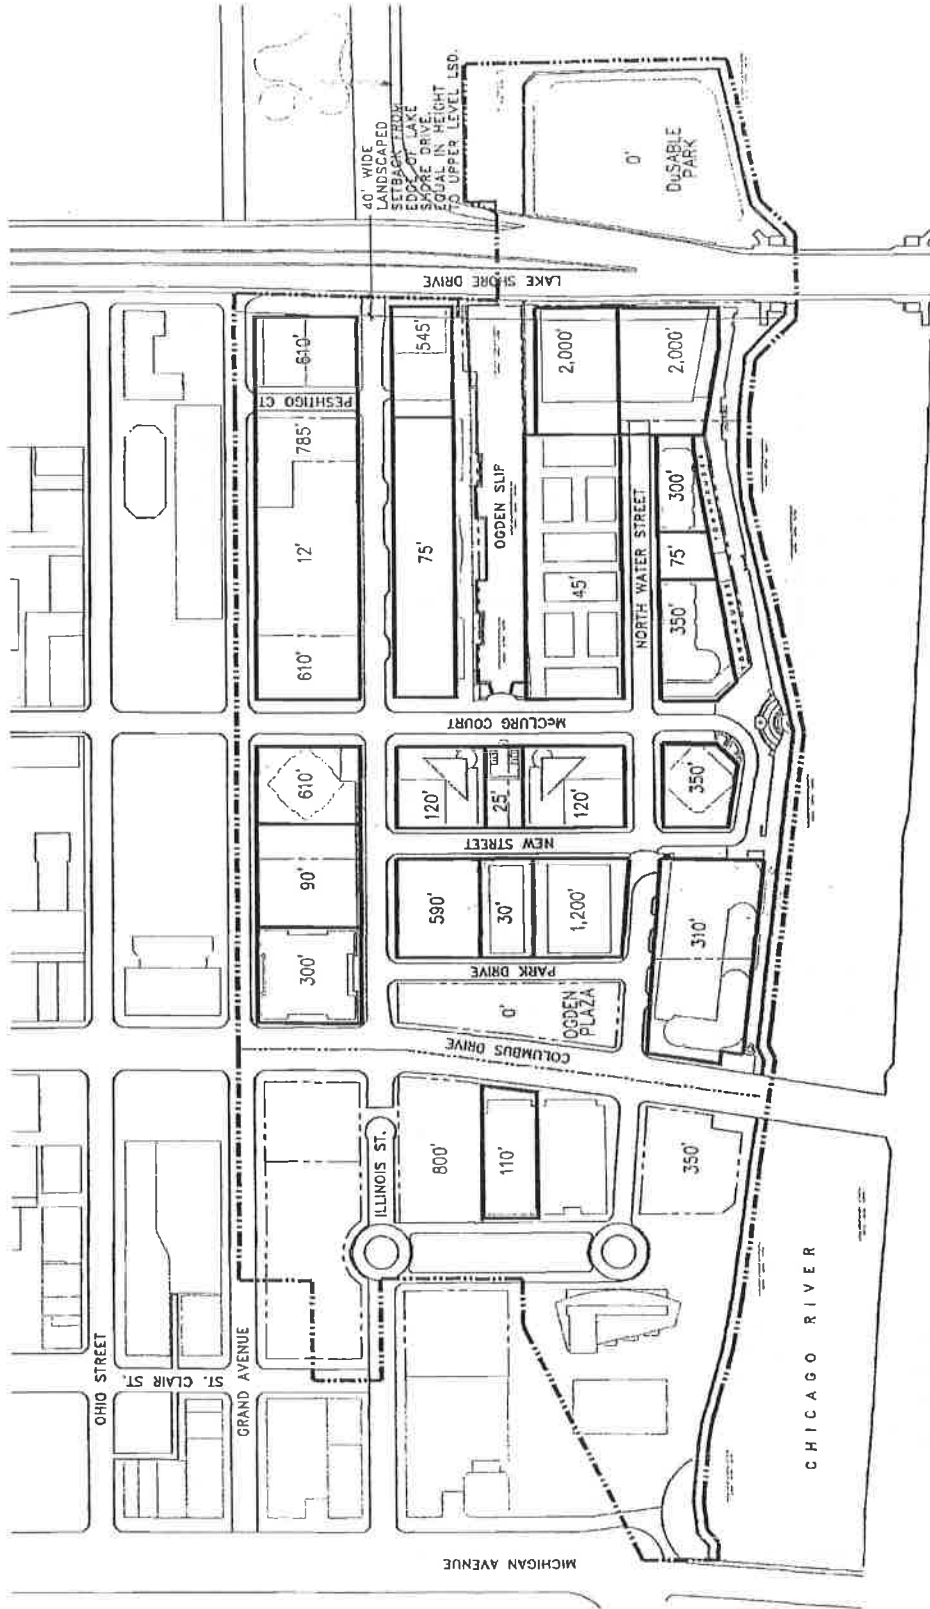 40' WIDE
LANDSCAPED
SETBACK FROM
EDGE OF LAKE
SHORE DRIVE,
EQUAL IN HEIGHT
TO UPPER LEVEL LSD.
0'
DuSABLE
PARK
LAKE SHORE DRIVE
610'
PESHTIGO CT
785'
12'
610'
545'
75'
OGDEN SLIP
2,000'
2,000'
45'
NORTH WATER STREET
300'
75'
350'
TOWNHOUSES
TOWNHOUSES
McCLURG COURT
610'
90'
300'
120'
25'
120'
350'
NEW STREET
590'
30'
1,200'
310'
PARK DRIVE
0'
OGDEN
PLAZA
COLUMBUS DRIVE
ILLINOIS ST.
800'
110'
350'
OHIO STREET
ST. CLAIR ST.
GRAND AVENUE
MICHIGAN AVENUE
CHICAGO RIVER